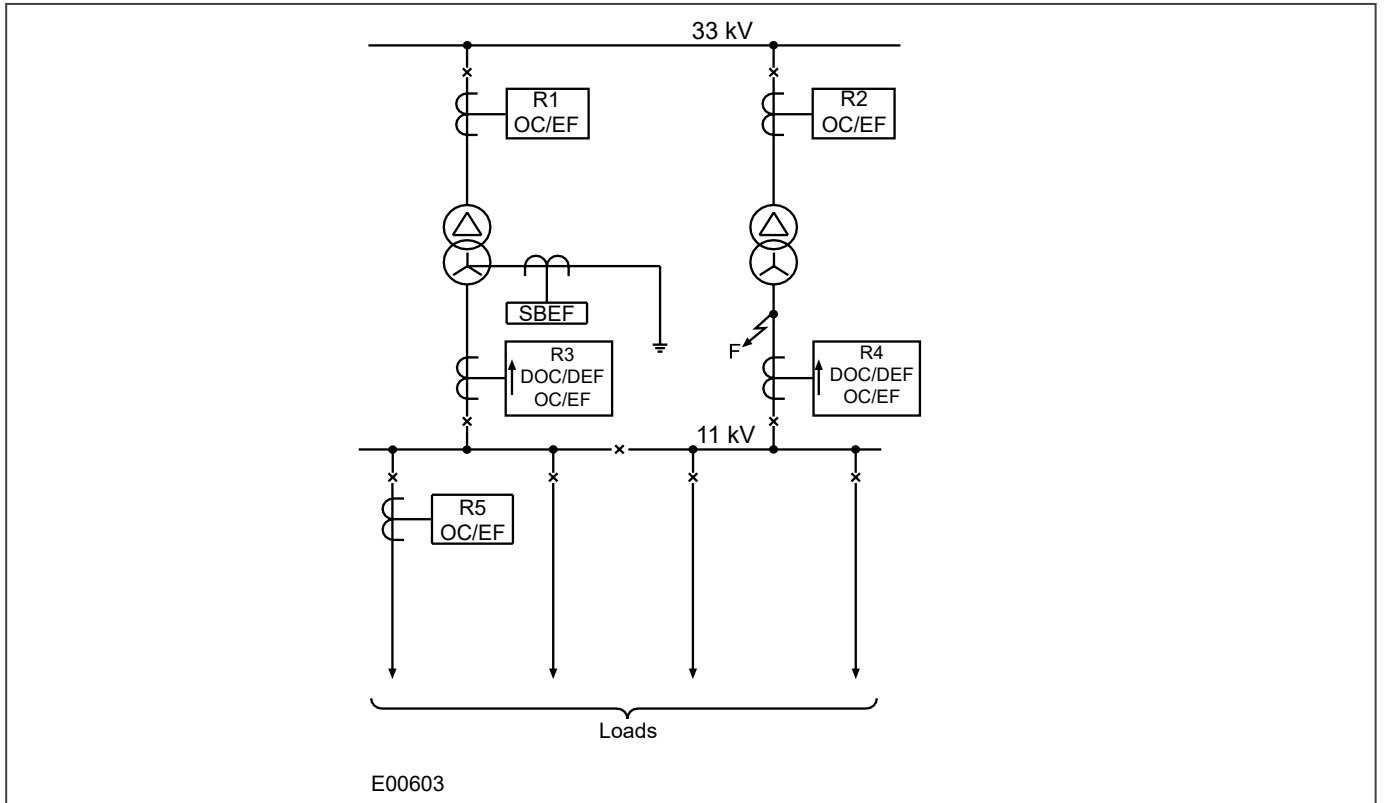 33 kV
R1
OC/EF
R2
OC/EF
SBEF
R3
DOC/DEF
OC/EF
F
R4
DOC/DEF
OC/EF
11 kV
R5
OC/EF
Loads
E00603